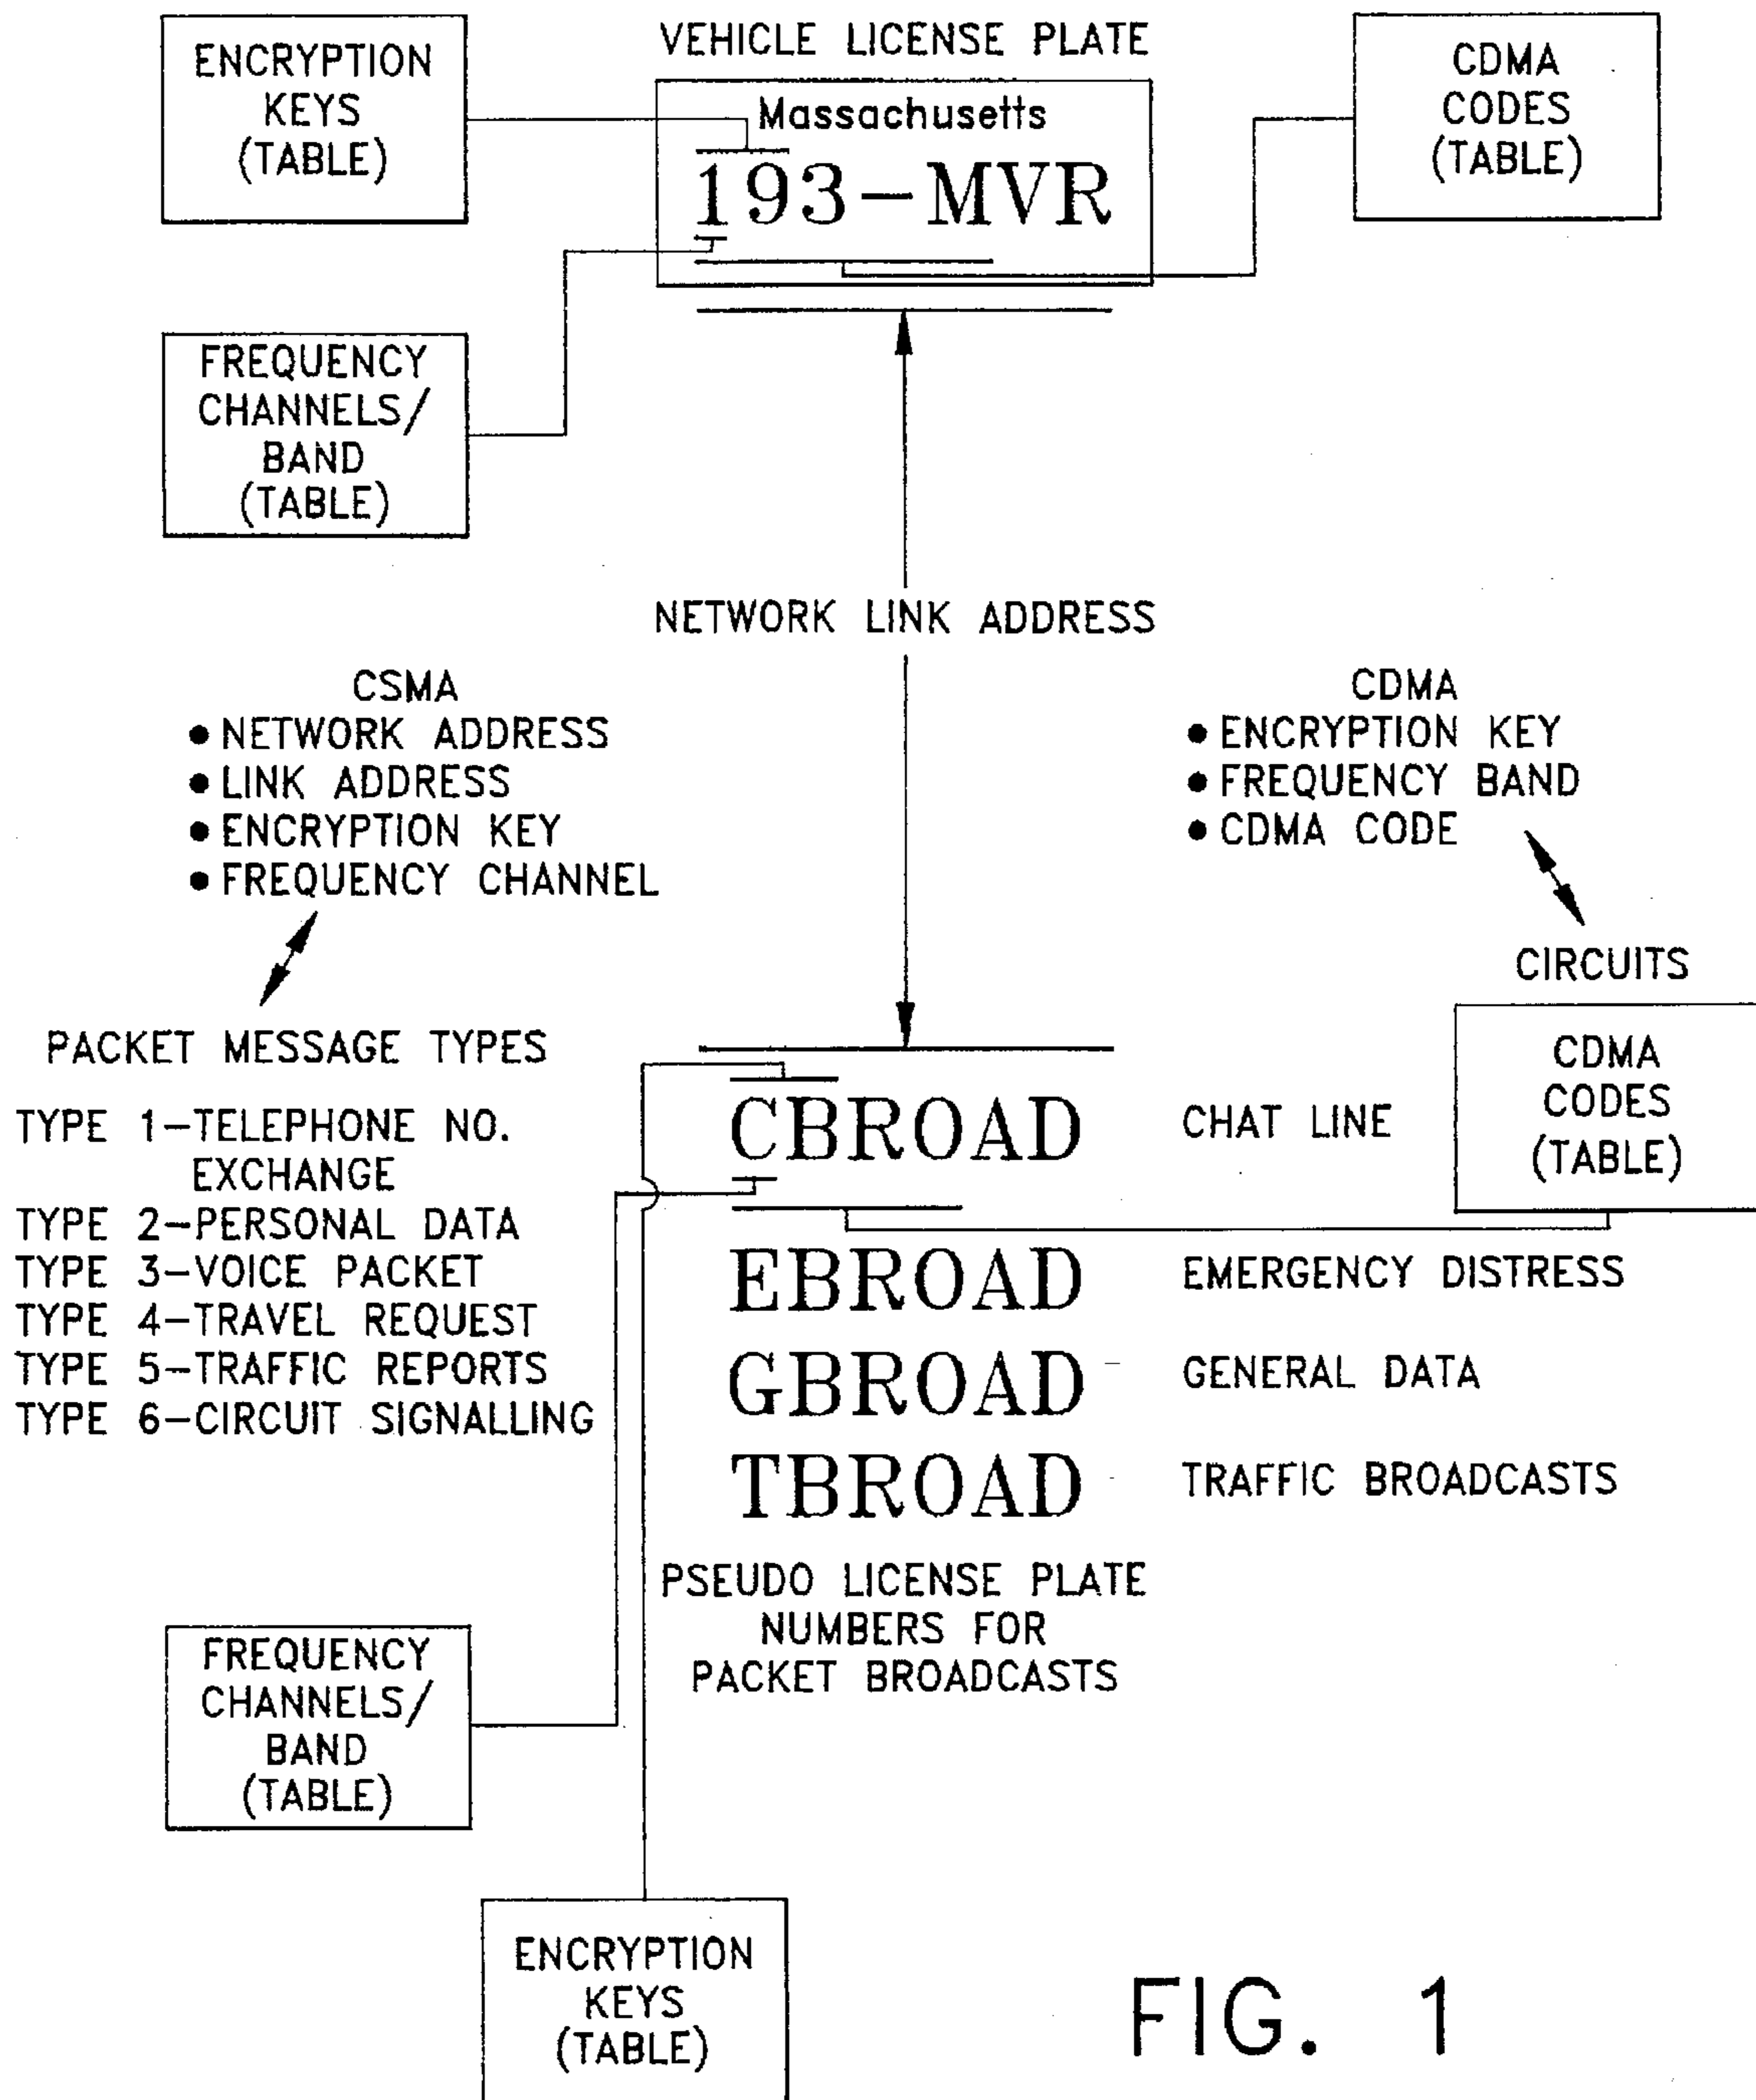 ENCRYPTION
KEYS
(TABLE)
VEHICLE LICENSE PLATE
Massachusetts
193-MVR
CDMA
CODES
(TABLE)
FREQUENCY
CHANNELS/
BAND
(TABLE)
NETWORK LINK ADDRESS
CSMA
• NETWORK ADDRESS
• LINK ADDRESS
• ENCRYPTION KEY
• FREQUENCY CHANNEL
CDMA
• ENCRYPTION KEY
• FREQUENCY BAND
• CDMA CODE
CIRCUITS
CDMA
CODES
(TABLE)
PACKET MESSAGE TYPES
TYPE 1-TELEPHONE NO.
EXCHANGE
TYPE 2-PERSONAL DATA
TYPE 3-VOICE PACKET
TYPE 4-TRAVEL REQUEST
TYPE 5-TRAFFIC REPORTS
TYPE 6-CIRCUIT SIGNALLING
CBROAD CHAT LINE
EBROAD EMERGENCY DISTRESS
GBROAD GENERAL DATA
TBROAD TRAFFIC BROADCASTS
PSEUDO LICENSE PLATE
NUMBERS FOR
PACKET BROADCASTS
FREQUENCY
CHANNELS/
BAND
(TABLE)
ENCRYPTION
KEYS
(TABLE)
FIG. 1